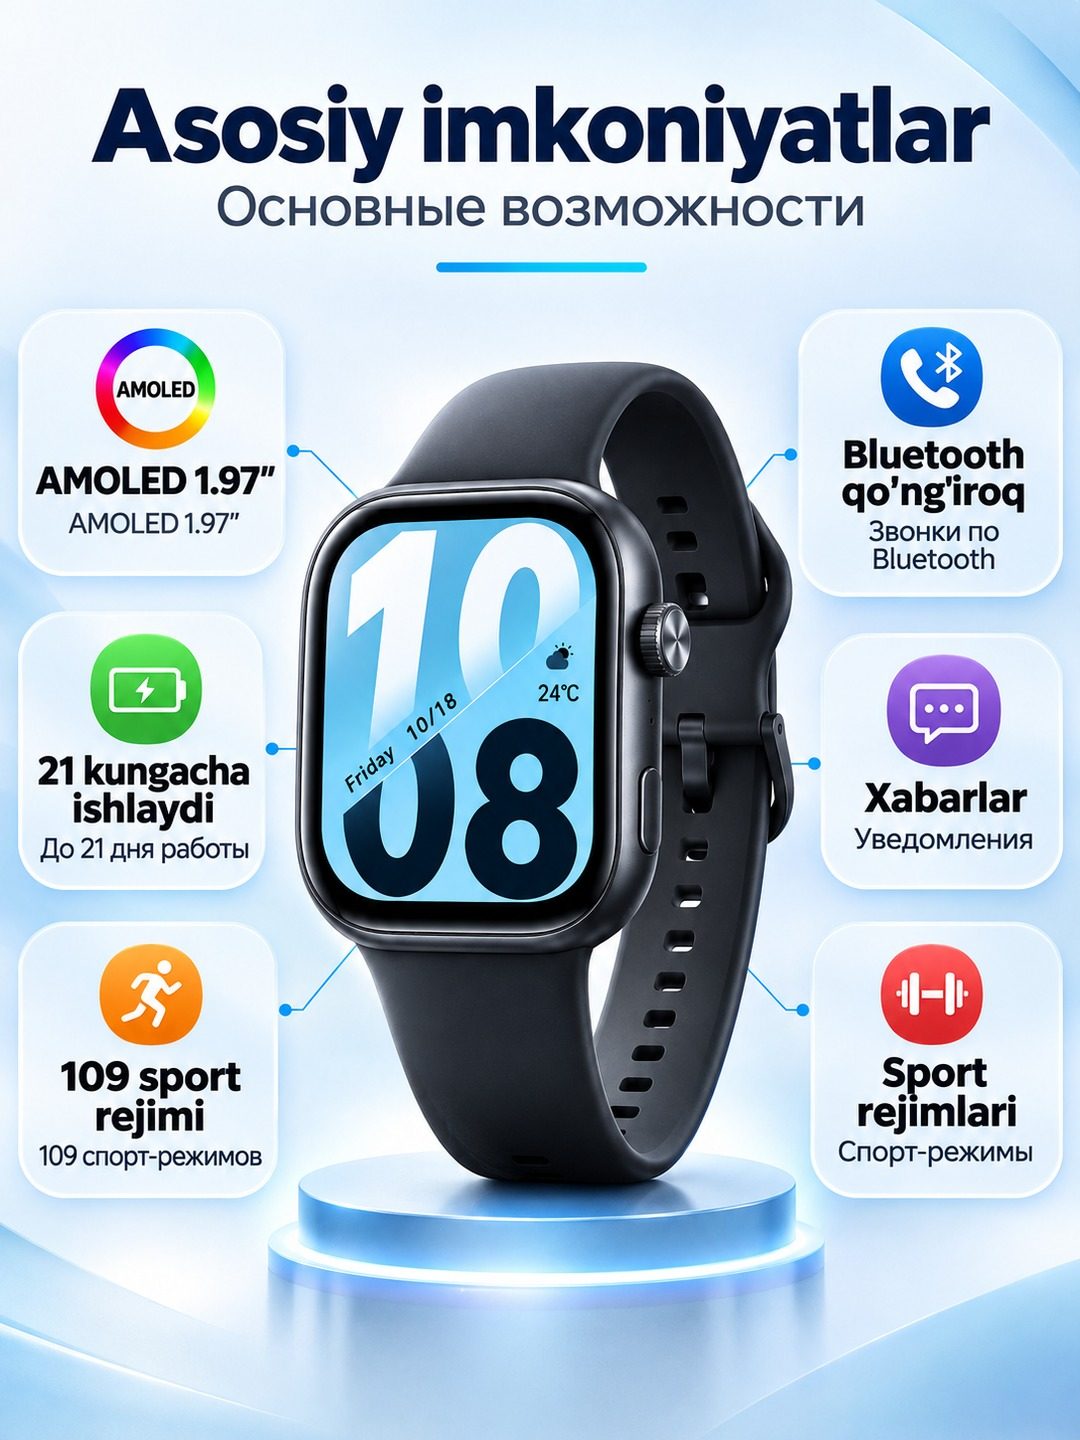 Asosiy imkoniyatlar
Основные возможности
AMOLED
AMOLED 1.97"
AMOLED 1.97"
21 kungacha
ishlaydi
До 21 дня работы
109 sport
rejimi
109 спорт-режимов
10
08
Friday 10/18
24°C
Bluetooth
qo'ng'iroq
Звонки по
Bluetooth
Xabarlar
Уведомления
Sport
rejimlari
Спорт-режимы